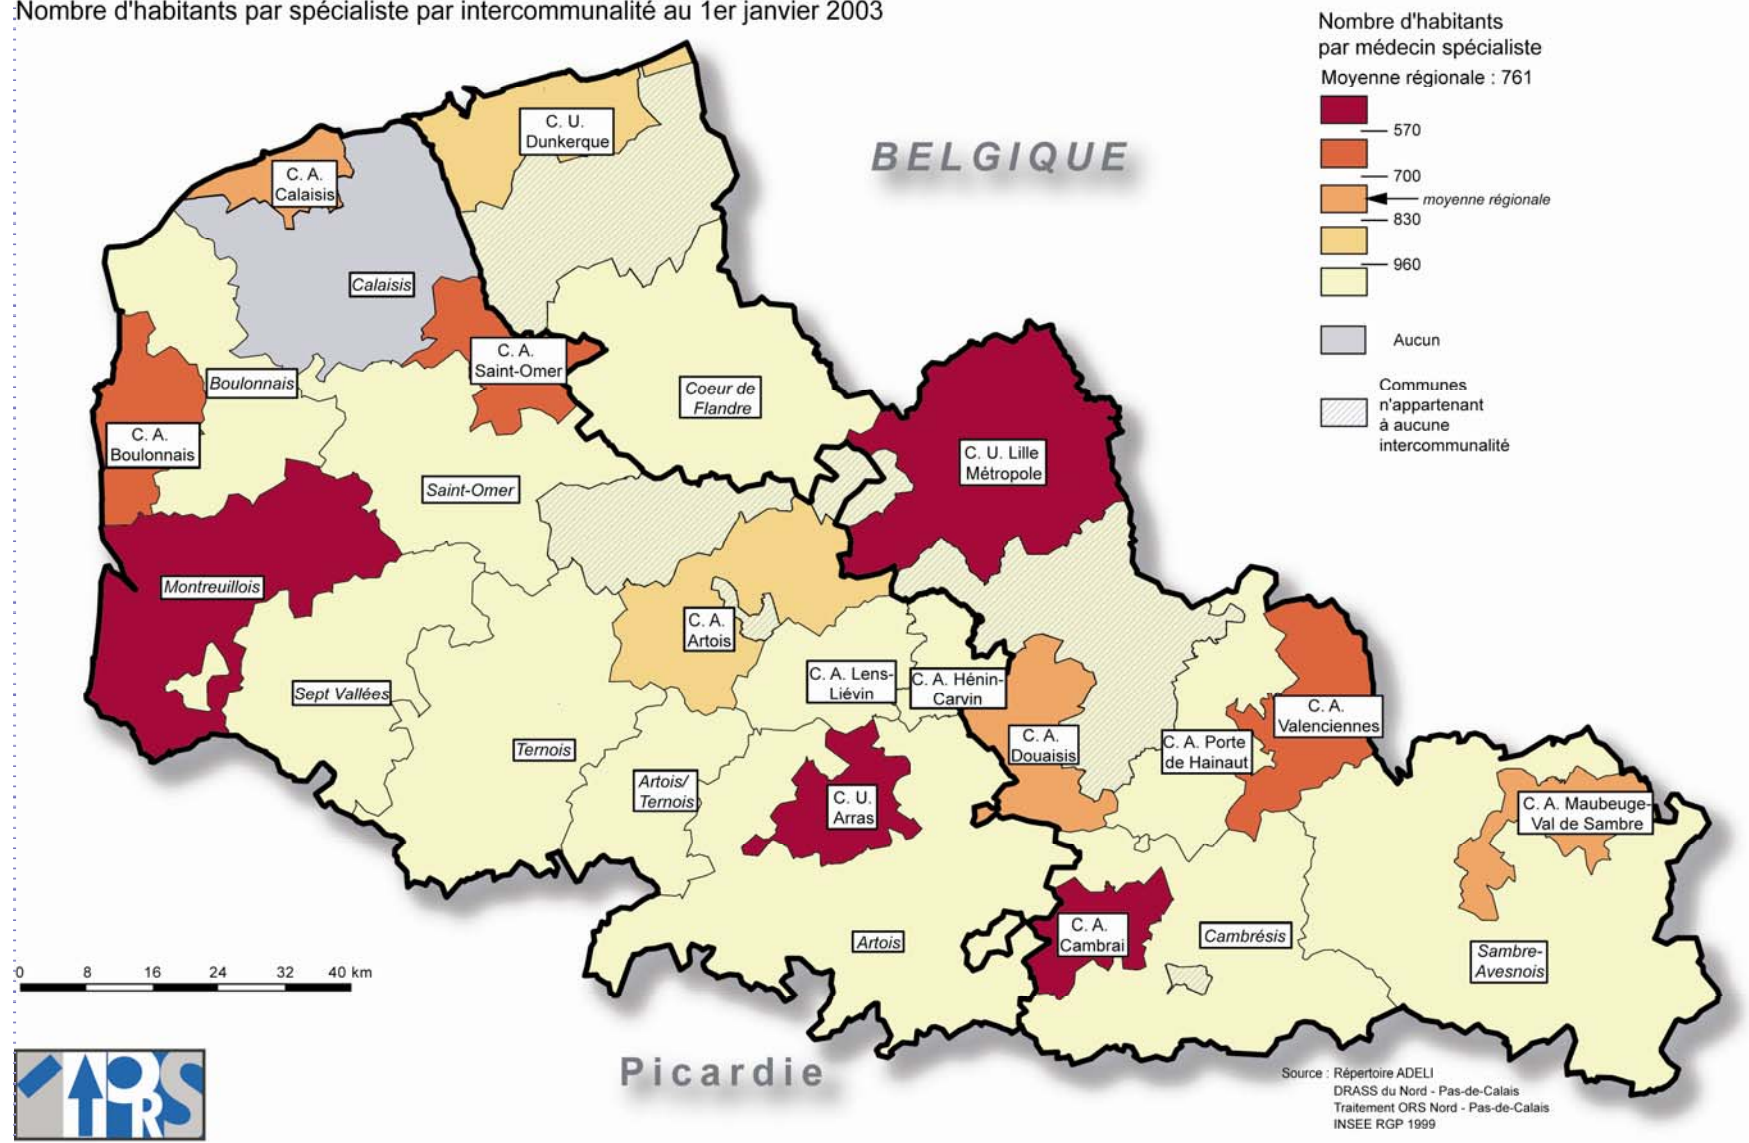 Nombre d'habitants par spécialiste par intercommunalité au 1er janvier 2003
Nombre d'habitants
par médecin spécialiste
Moyenne régionale : 761
570
700
moyenne régionale
830
960
Aucun
Communes
n'appartenant
à aucune
intercommunalité
BELGIQUE
C. U.
Dunkerque
C. A.
Calaisis
Calaisis
C. A.
Saint-Omer
Boulonnais
Coeur de
Flandre
C. A.
Boulonnais
C. U. Lille
Métropole
Saint-Omer
Montreuillois
C. A.
Artois
Sept Vallées
C. A. Lens-
Liévin
C. A. Hénin-
Carvin
C. A.
Valenciennes
Ternois
C. A.
Douaisis
C. A. Porte
de Hainaut
Artois/
Ternois
C. U.
Arras
C. A. Maubeuge-
Val de Sambre
C. A.
Cambrai
Artois
Cambrésis
Sambre-
Avesnois
0 8 16 24 32 40 km
Picardie
Source : Répertoire ADELI
DRASS du Nord - Pas-de-Calais
Traitement ORS Nord - Pas-de-Calais
INSEE RGP 1999
ORS